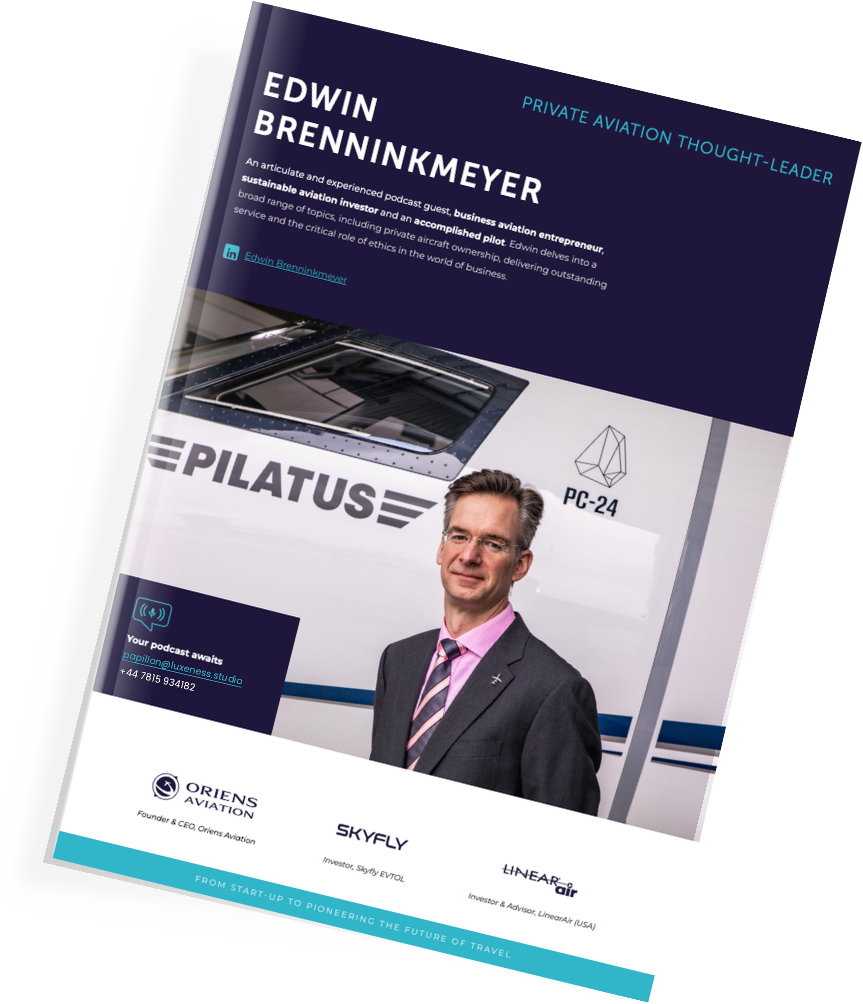 PRIVATE AVIATION THOUGHT-LEADER
EDWIN
BRENNINKMEYER
An articulate and experienced podcast guest, business aviation entrepreneur,
sustainable aviation investor and an accomplished pilot. Edwin delves into a
broad range of topics, including private aircraft ownership, delivering outstanding
service and the critical role of ethics in the world of business.
in Edwin Brenninkmeyer
PILATUS
PC-24
Your podcast awaits
papillon@luxeness.studio
+44 7815 934182
ORIENS
AVIATION
Founder & CEO, Oriens Aviation
SKYFLY
Investor, Skyfly EVTOL
LINEAR
air
Investor & Advisor, LinearAir (USA)
FROM START-UP TO PIONEERING THE FUTURE OF TRAVEL